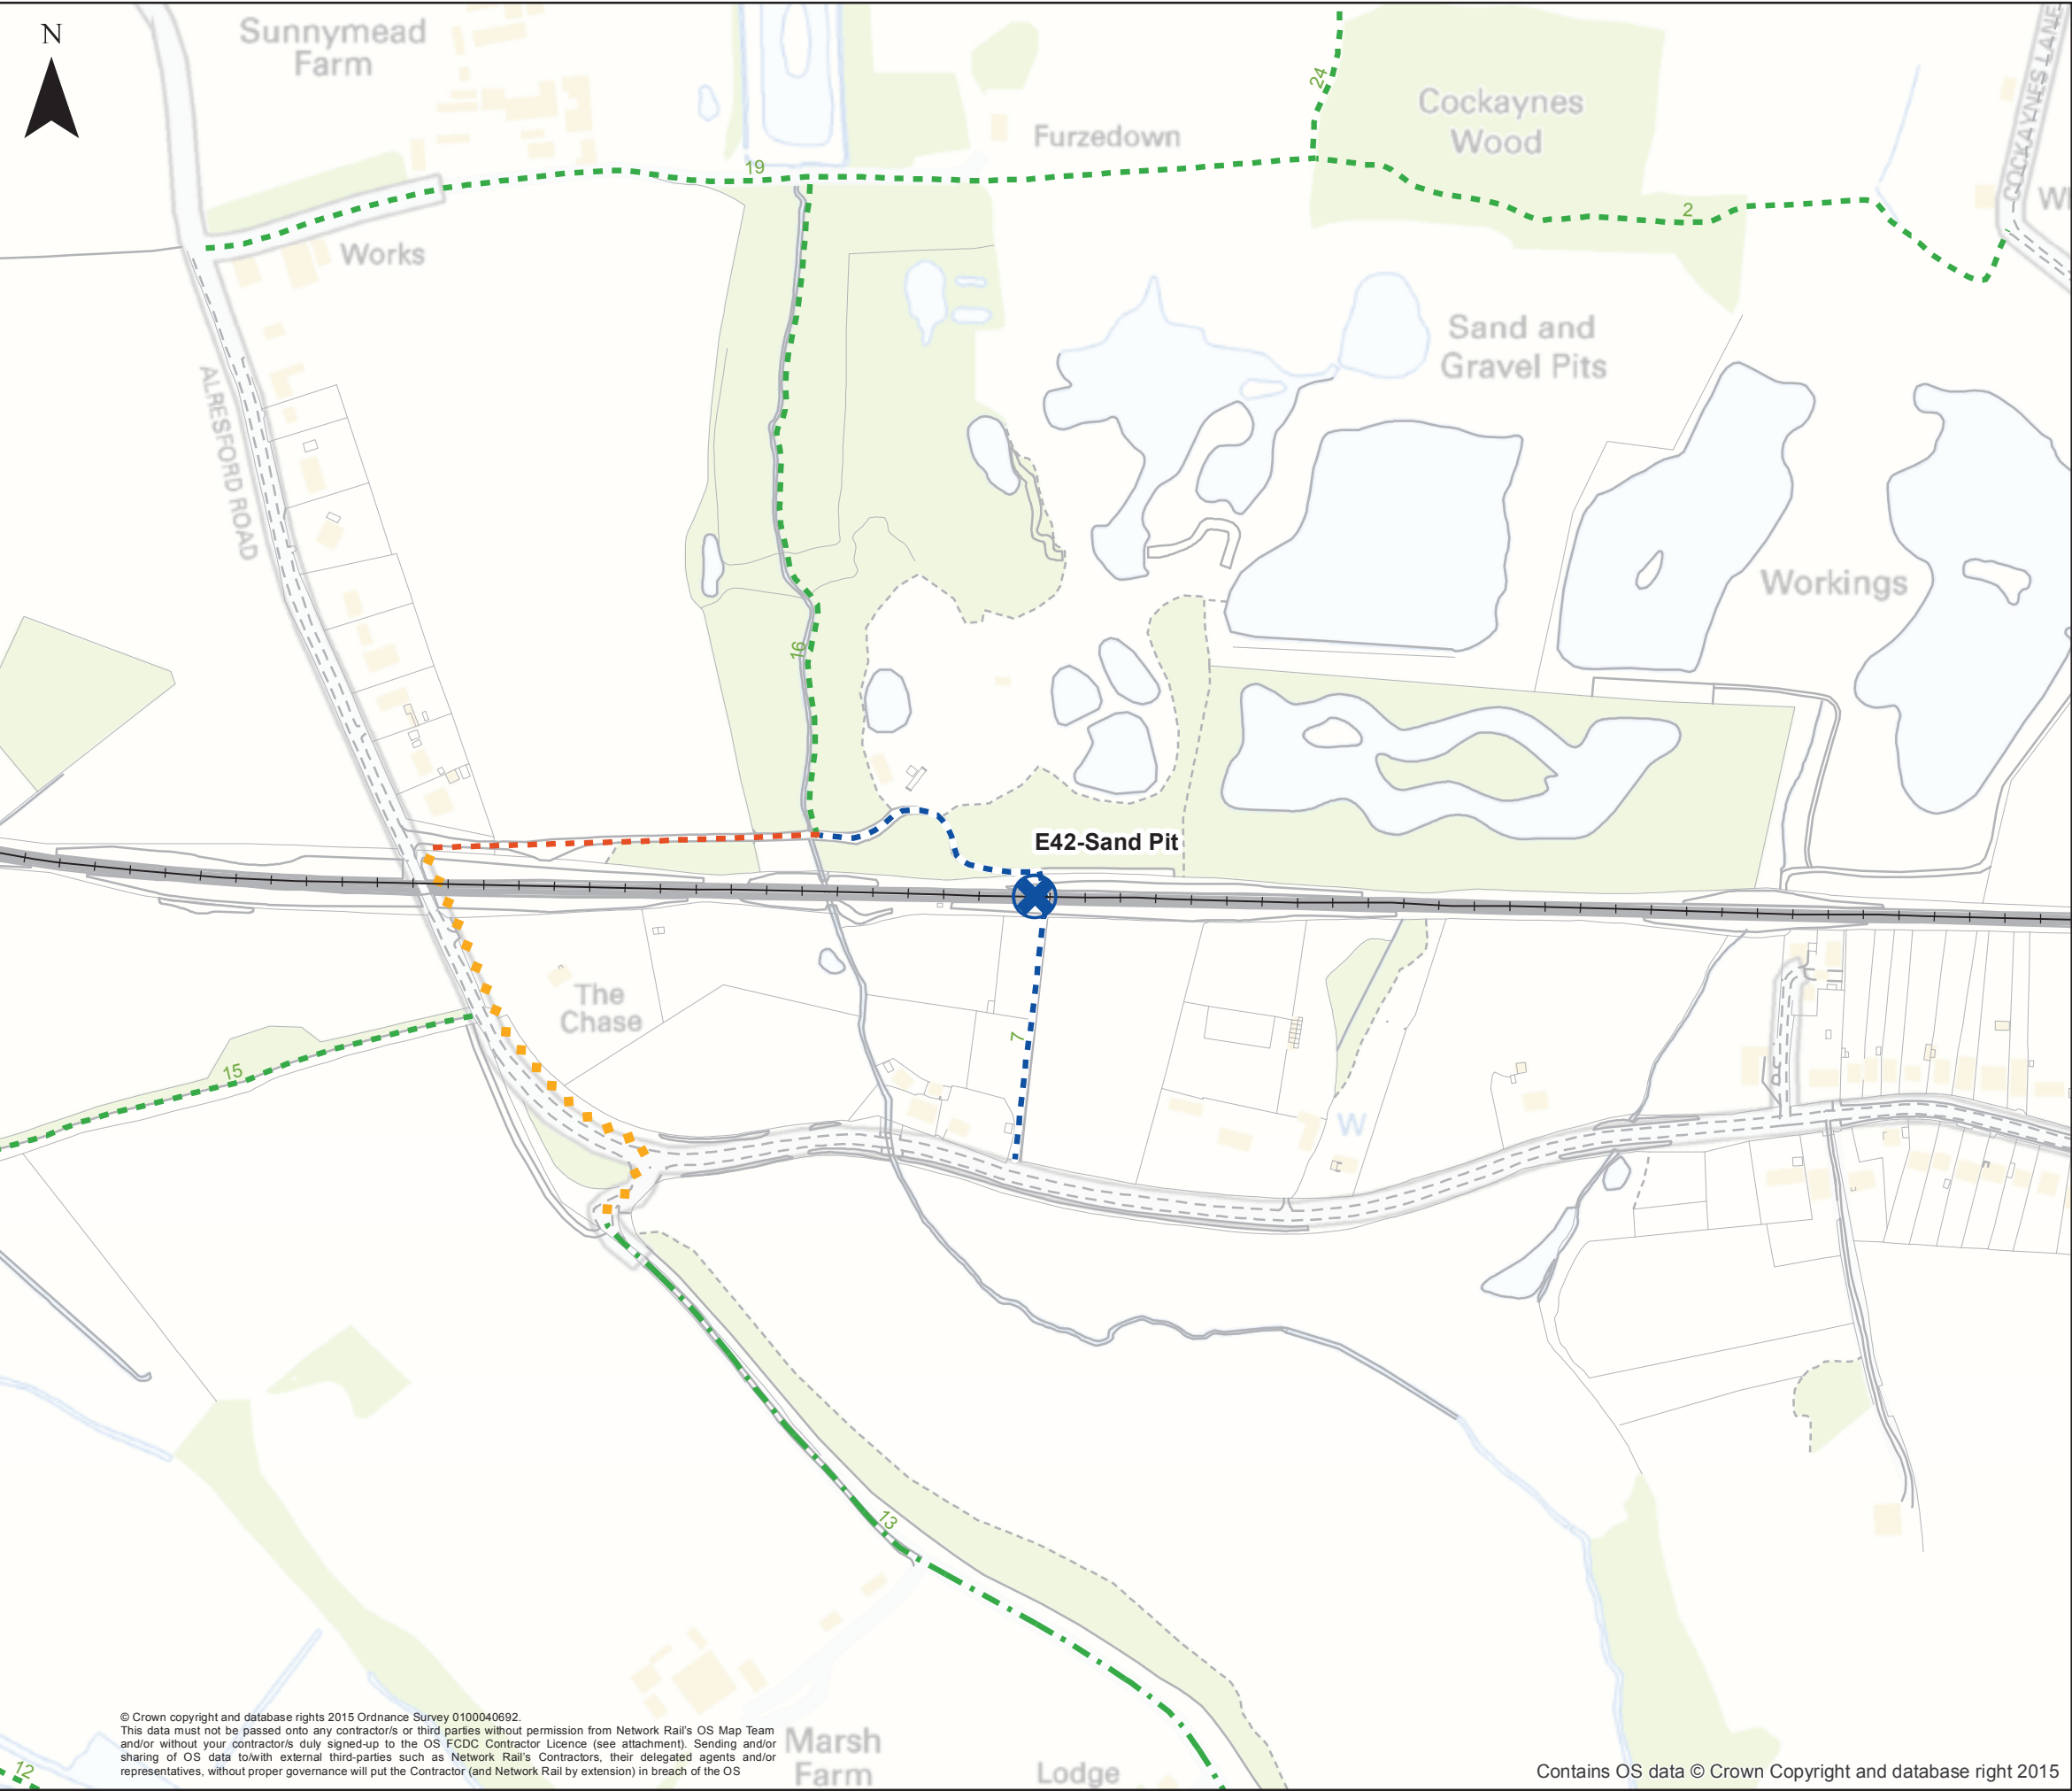 N
Sunnymead
Farm
24
Cockaynes
Wood
COCKAYNES LANE
Furzedown
19
2
Works
Sand and
Gravel Pits
ALRESFORD ROAD
Workings
16
E42-Sand Pit
The
Chase
7
15
W
13
© Crown copyright and database rights 2015 Ordnance Survey 0100040692.
This data must not be passed onto any contractor/s or third parties without permission from Network Rail's OS Map Team
and/or without your contractor/s duly signed-up to the OS FCDC Contractor Licence (see attachment). Sending and/or
sharing of OS data to/with external third-parties such as Network Rail's Contractors, their delegated agents and/or
representatives, without proper governance will put the Contractor (and Network Rail by extension) in breach of the OS
Marsh
Farm
Lodge
12
Contains OS data © Crown Copyright and database right 2015